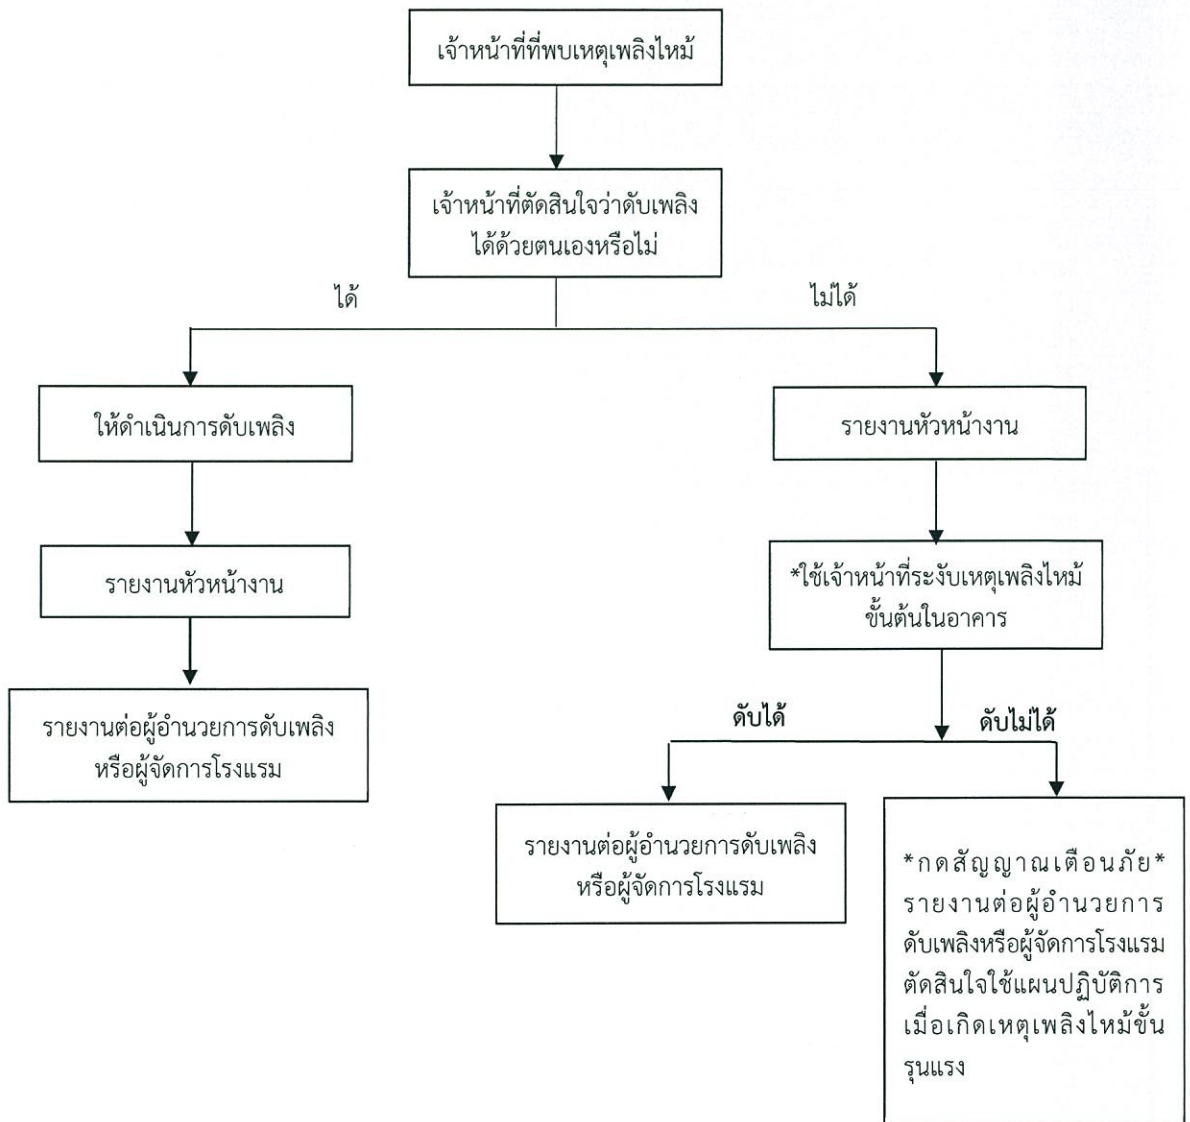 เจ้าหน้าที่ที่พบเหตุเพลิงไหม้
เจ้าหน้าที่ตัดสินใจว่าดับเพลิง
ได้ด้วยตนเองหรือไม่
ได้
ไม่ได้
ให้ดำเนินการดับเพลิง
รายงานหัวหน้างาน
รายงานหัวหน้างาน
*ใช้เจ้าหน้าที่ระงับเหตุเพลิงไหม้
ขั้นต้นในอาคาร
รายงานต่อผู้อำนวยการดับเพลิง
หรือผู้จัดการโรงแรม
ดับได้
ดับไม่ได้
รายงานต่อผู้อำนวยการดับเพลิง
หรือผู้จัดการโรงแรม
*กดสัญญาณเตือนภัย*
รายงานต่อผู้อำนวยการ
ดับเพลิงหรือผู้จัดการโรงแรม
ตัดสินใจใช้แผนปฏิบัติการ
เมื่อเกิดเหตุเพลิงไหม้ขั้น
รุนแรง